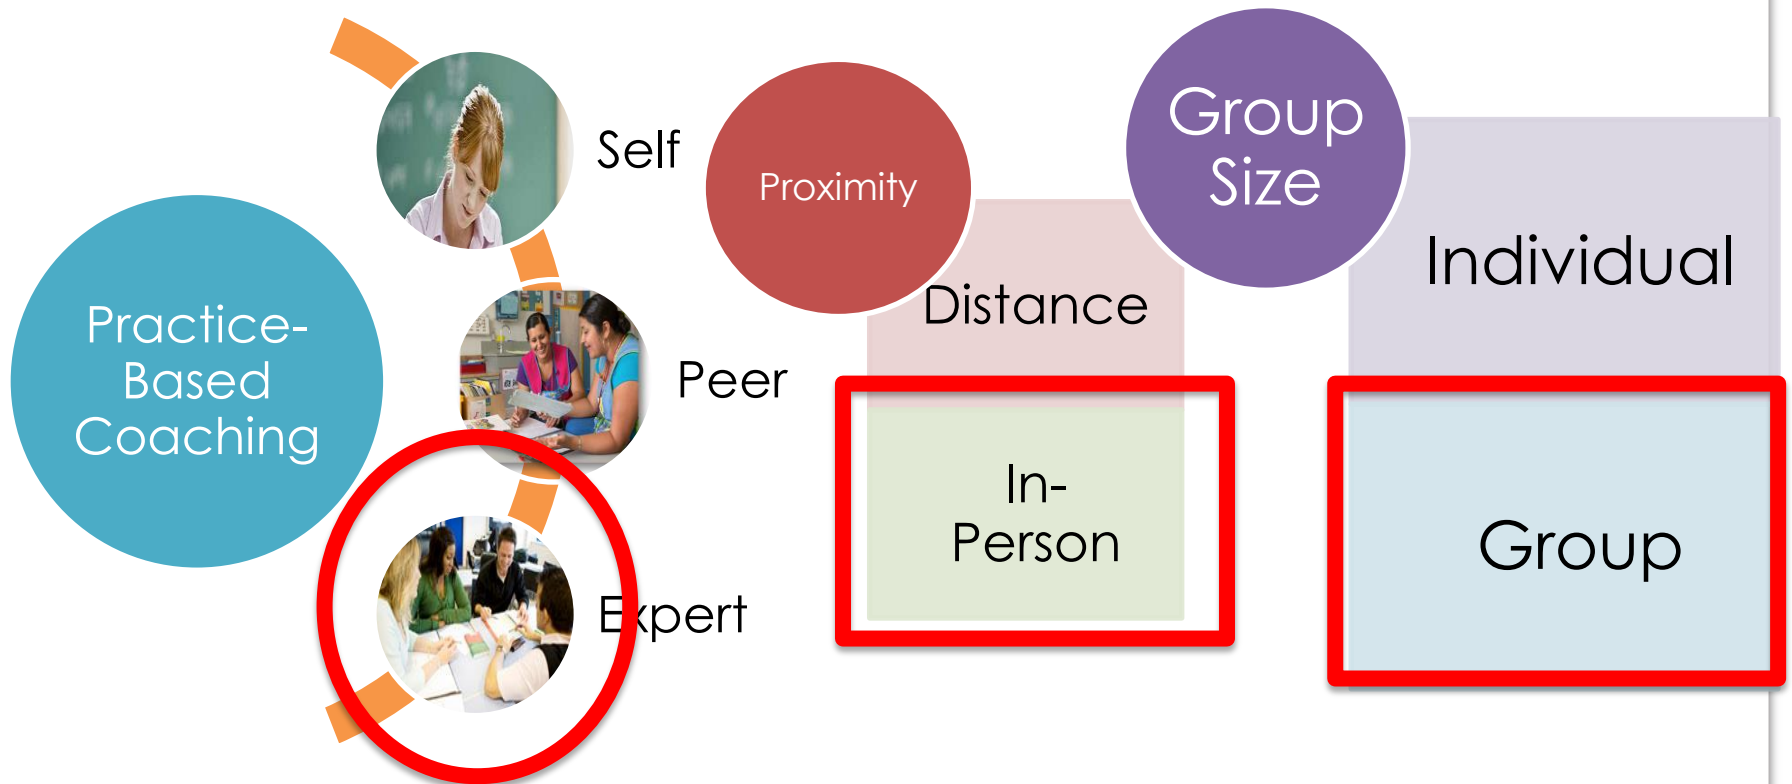 Practice-
Based
Coaching
Self
Peer
Expert
Proximity
Distance
In-
Person
Group
Size
Individual
Group